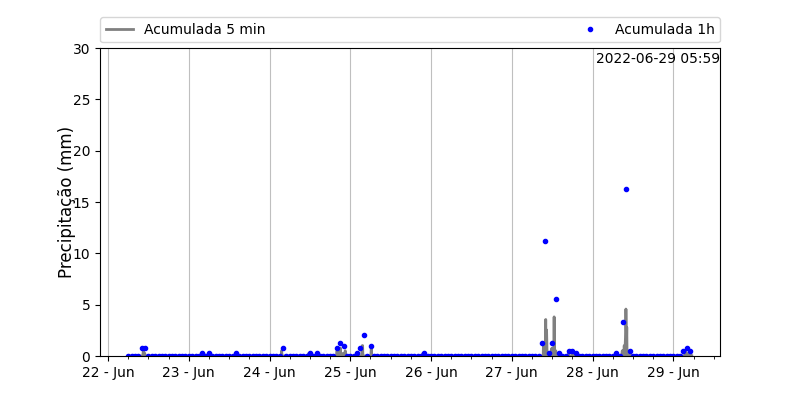 Acumulada 5 min
Acumulada 1h
2022-06-29 05:59
Precipitação (mm)
30
25
20
15
10
5
0
22 - Jun 23 - Jun 24 - Jun 25 - Jun 26 - Jun 27 - Jun 28 - Jun 29 - Jun